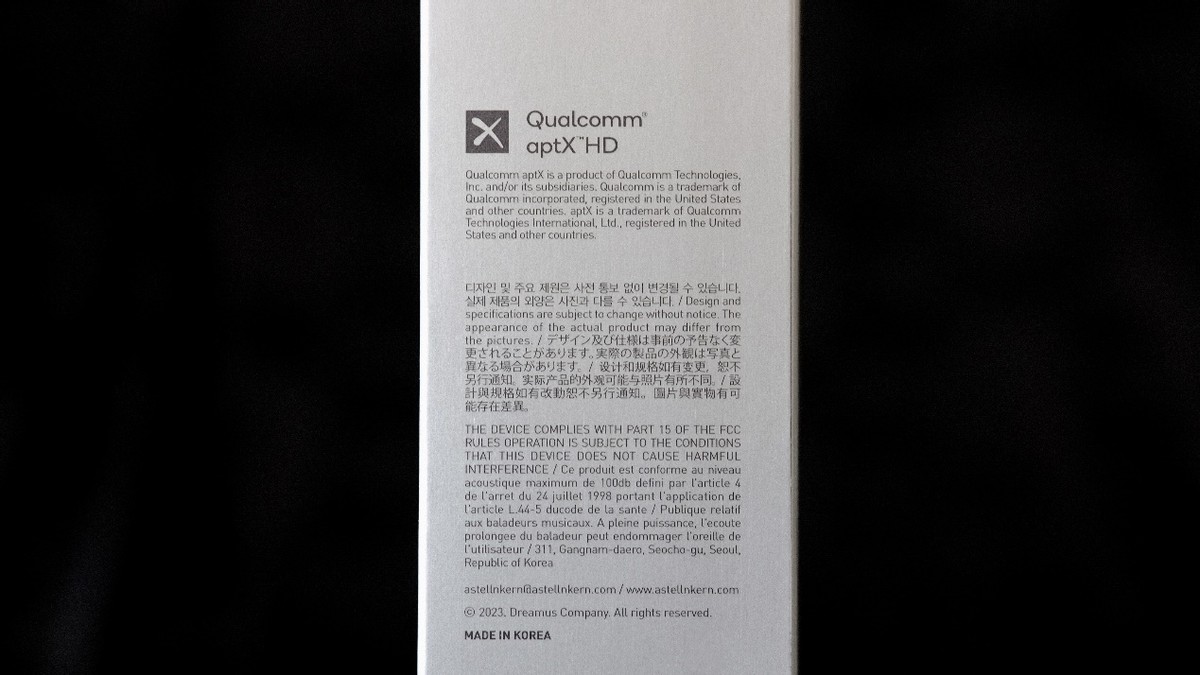 Qualcomm®
aptX™ HD
Qualcomm aptX is a product of Qualcomm Technologies,
Inc. and/or its subsidiaries. Qualcomm is a trademark of
Qualcomm incorporated, registered in the United States
and other countries. aptX is a trademark of Qualcomm
Technologies International, Ltd., registered in the United
States and other countries.
디자인 및 주요 제원은 사전 통보 없이 변경될 수 있습니다.
실제 제품의 외양은 사진과 다를 수 있습니다. / Design and
specifications are subject to change without notice. The
appearance of the actual product may differ from
the pictures. / デザイン及び仕様は事前の予告なく変
更されることがあります。実際の製品の外観は写真と
異なる場合があります。 / 设计和规格如有变更，恕不
另行通知。实际产品的外观可能与照片有所不同。/ 設
計與規格如有改動恕不另行通知。圖片與實物有可
能存在差異。
THE DEVICE COMPLIES WITH PART 15 OF THE FCC
RULES OPERATION IS SUBJECT TO THE CONDITIONS
THAT THIS DEVICE DOES NOT CAUSE HARMFUL
INTERFERENCE / Ce produit est conforme au niveau
acoustique maximum de 100db defini par l'article 4
de l'arret du 24 juillet 1998 portant l'application de
l'article L.44-5 ducode de la sante / Publique relatif
aux baladeurs musicaux. A pleine puissance, l'ecoute
prolongee du baladeur peut endommager l'oreille de
l'utilisateur / 311, Gangnam-daero, Seocho-gu, Seoul,
Republic of Korea
astellnkern@astellnkern.com / www.astellnkern.com
© 2023. Dreamus Company. All rights reserved.
MADE IN KOREA